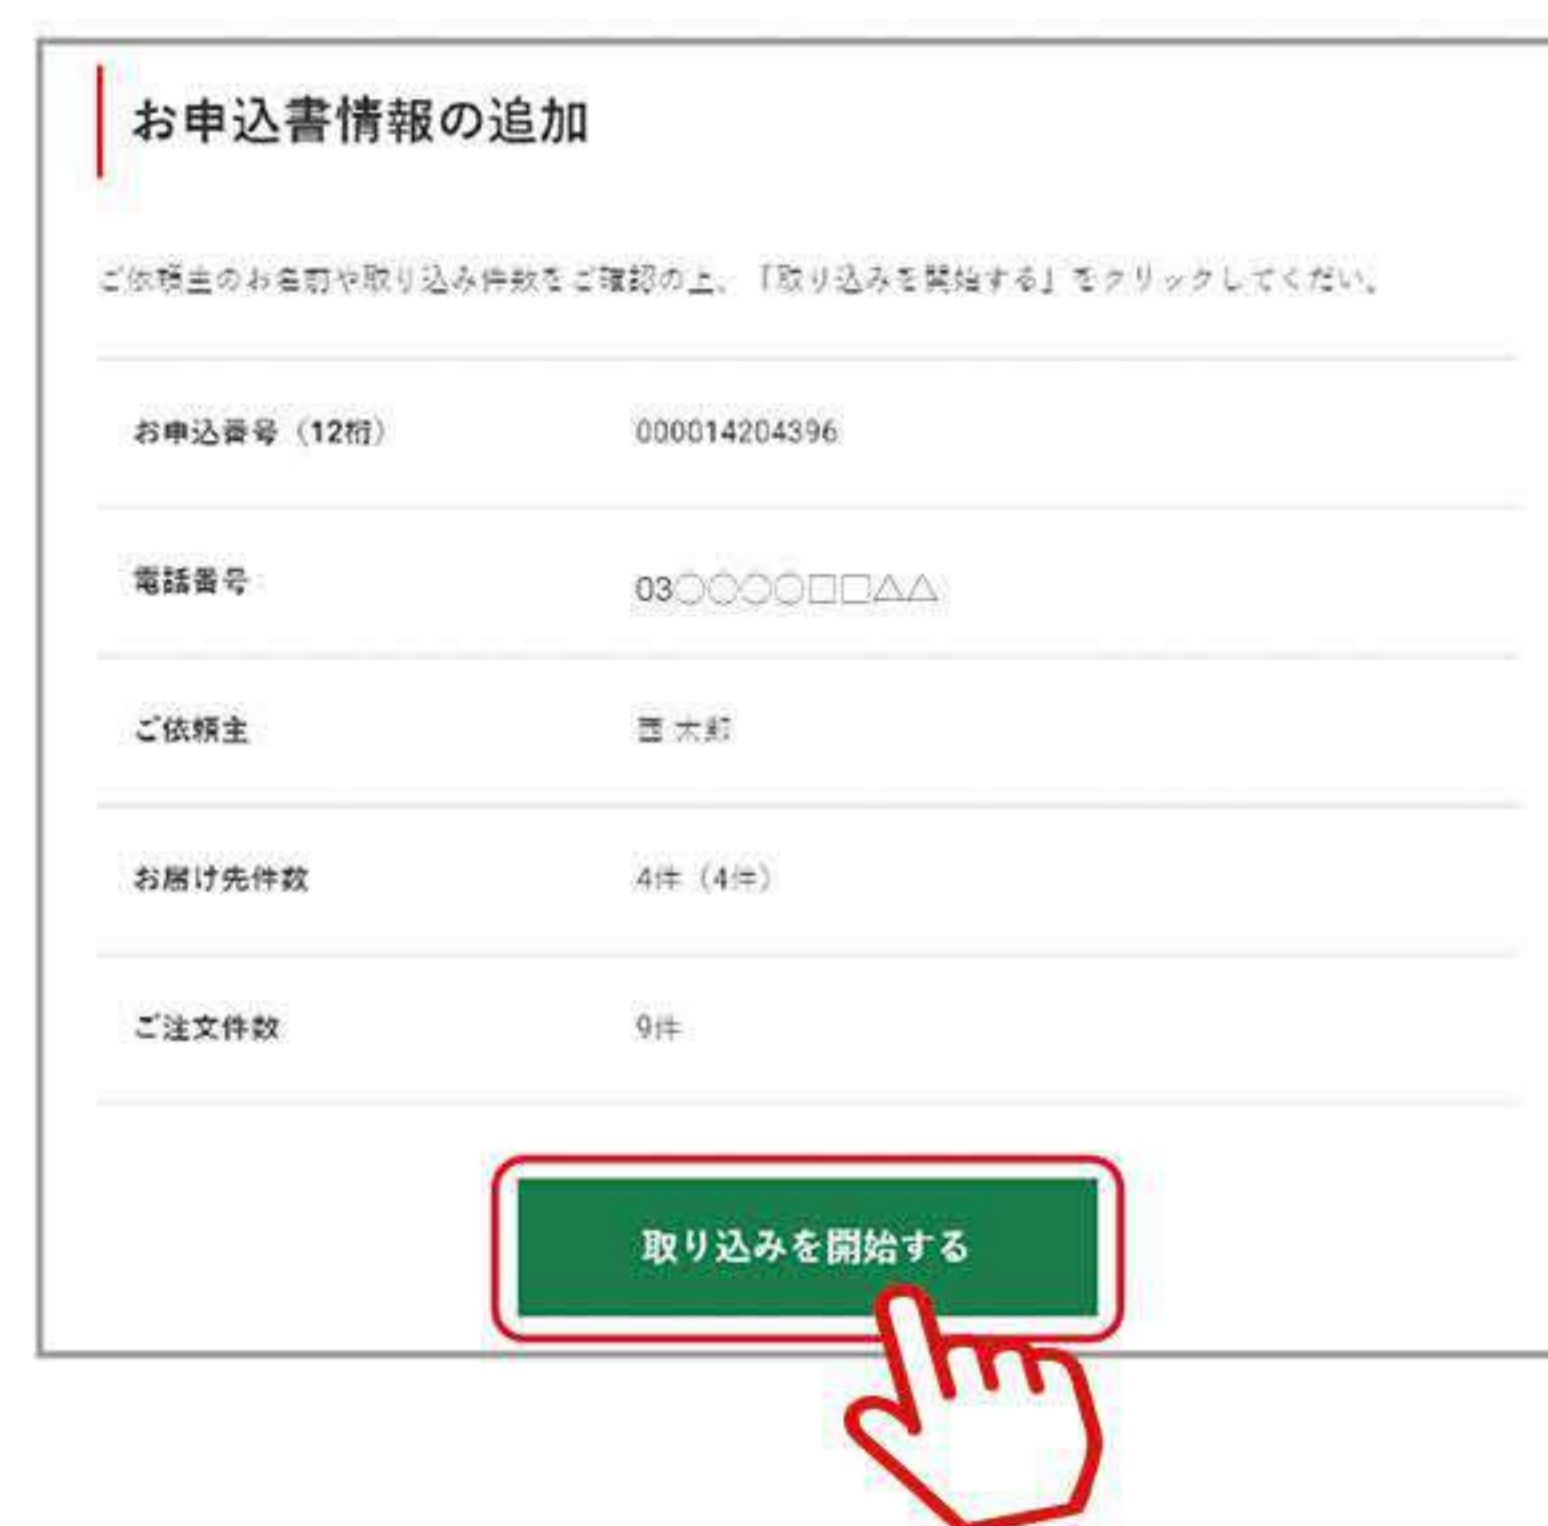 お申込書情報の追加
ご依頼主のお名前や取り込み件数をご確認の上、「取り込みを開始する」をクリックしてくだい。
お申込番号（12桁） 000014204396
電話番号 03○○○○□□△△
ご依頼主 西 太郎
お届け先件数 4件（4件）
ご注文件数 9件
取り込みを開始する